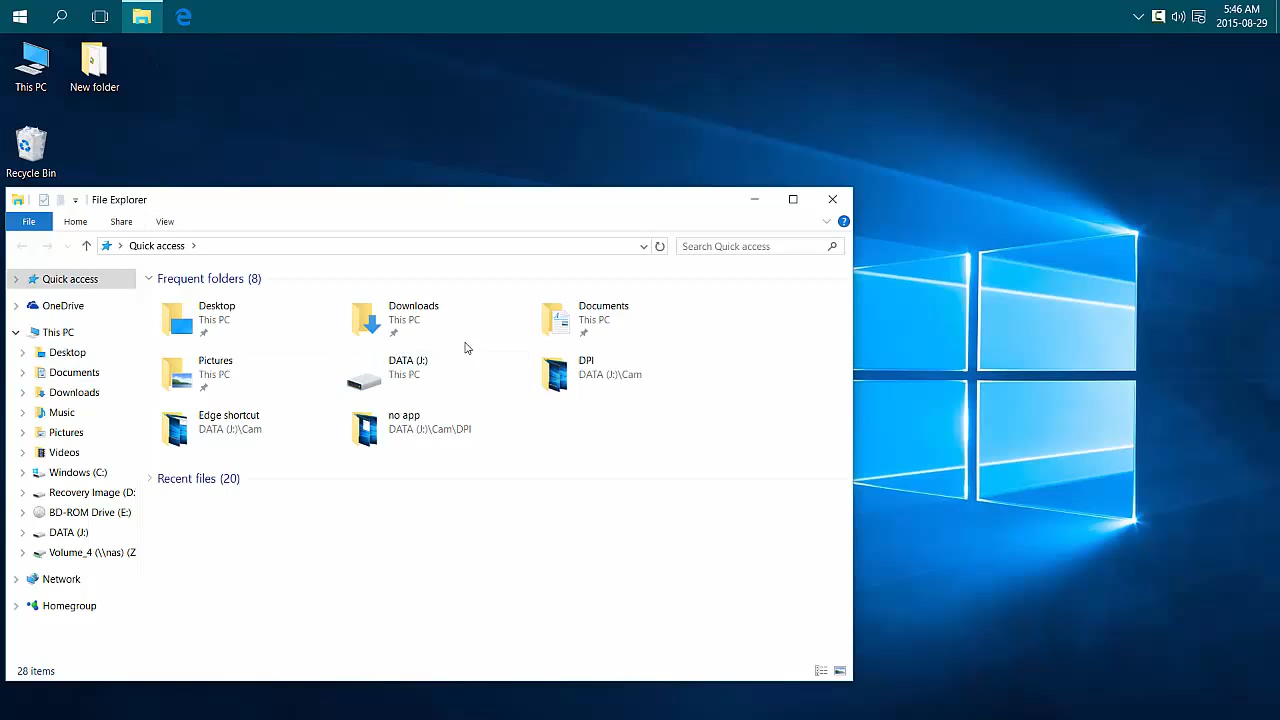 5:46 AM
2015-08-29
This PC
New folder
Recycle Bin
File Explorer
File
Home
Share
View
Quick access
Search Quick access
Quick access
OneDrive
This PC
Desktop
Documents
Downloads
Music
Pictures
Videos
Windows (C:)
Recovery Image (D:
BD-ROM Drive (E:)
DATA (J:)
Volume_4 (\\nas) (Z
Network
Homegroup
Frequent folders (8)
Desktop
This PC
Downloads
This PC
Documents
This PC
Pictures
This PC
DATA (J:)
This PC
DPI
DATA (J:)\Cam
Edge shortcut
DATA (J:)\Cam
no app
DATA (J:)\Cam\DPI
Recent files (20)
28 items